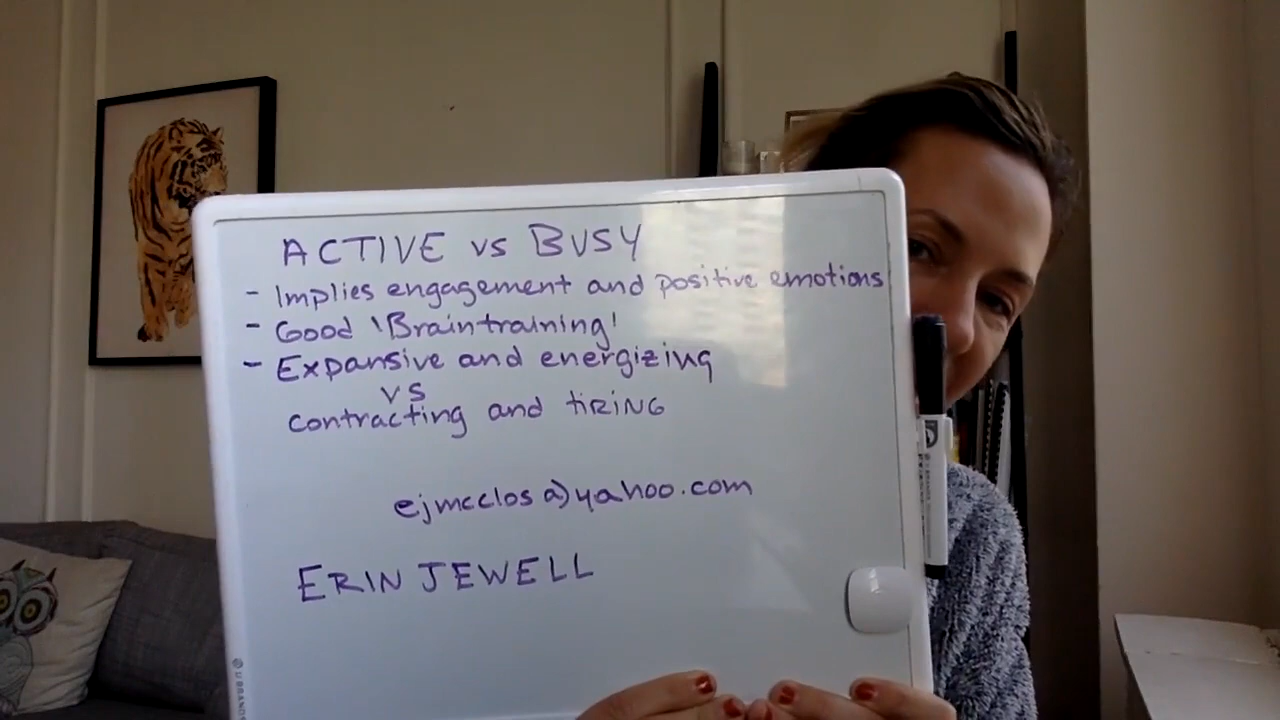 ACTIVE vs BUSY
- Implies engagement and positive emotions
- Good 'Braintraining'
- Expansive and energizing
vs
contracting and tiRiNG
ejmcclos@yahoo.com
ERIN JEWELL
U BRANDS